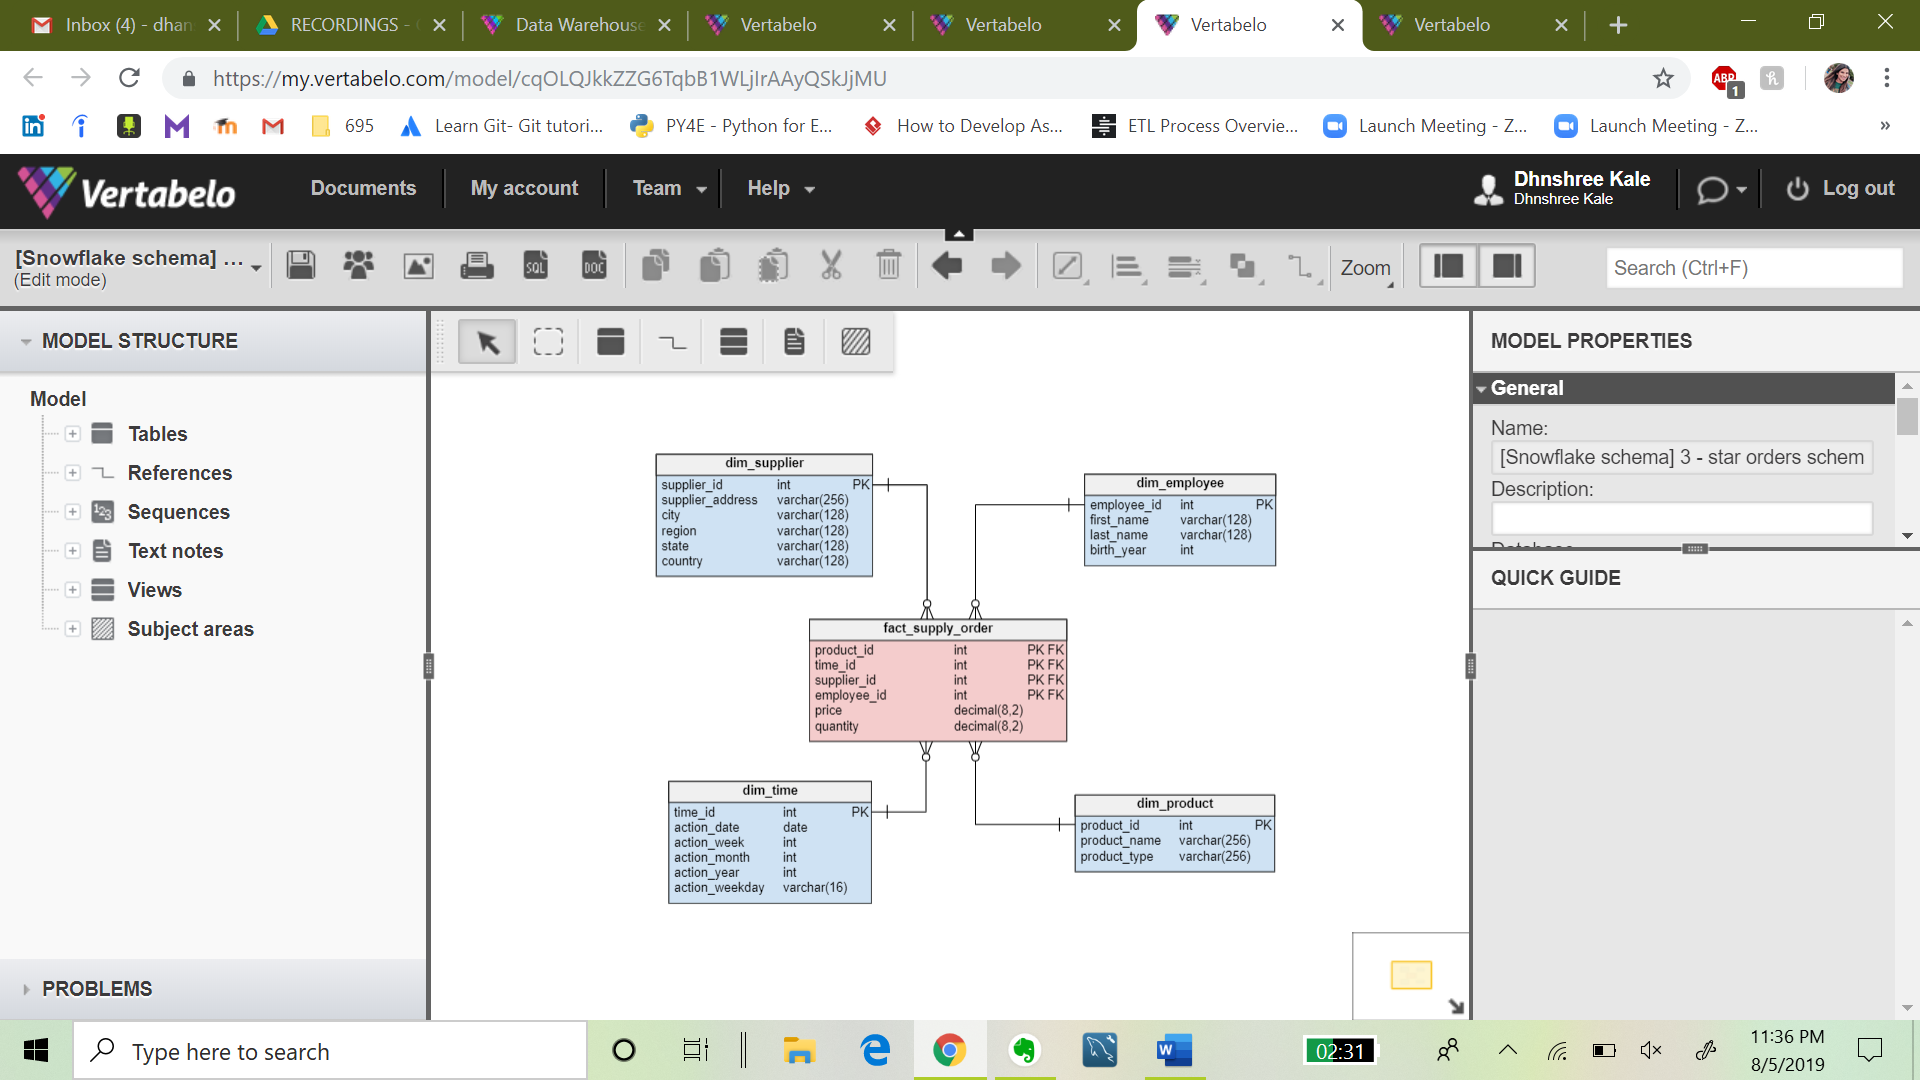 Inbox (4) - dhan
RECORDINGS -
Data Warehouse
Vertabelo
Vertabelo
Vertabelo
Vertabelo
https://my.vertabelo.com/model/cqOLQJkkZZG6TqbB1WLjIrAAyQSkJjMU
ABP
1
695
Learn Git- Git tutori...
PY4E - Python for E...
How to Develop As...
ETL Process Overvie...
Launch Meeting - Z...
Launch Meeting - Z...
»
Vertabelo
Documents
My account
Team
Help
Dhnshree Kale
Dhnshree Kale
Log out
[Snowflake schema] ...
(Edit mode)
SQL
DOC
Zoom
Search (Ctrl+F)
MODEL STRUCTURE
Model
Tables
References
123
Sequences
Text notes
Views
Subject areas
PROBLEMS
dim_supplier
supplier_id int PK
supplier_address varchar(256)
city varchar(128)
region varchar(128)
state varchar(128)
country varchar(128)
dim_employee
employee_id int PK
first_name varchar(128)
last_name varchar(128)
birth_year int
fact_supply_order
product_id int PK FK
time_id int PK FK
supplier_id int PK FK
employee_id int PK FK
price decimal(8,2)
quantity decimal(8,2)
dim_time
time_id int PK
action_date date
action_week int
action_month int
action_year int
action_weekday varchar(16)
dim_product
product_id int PK
product_name varchar(256)
product_type varchar(256)
MODEL PROPERTIES
General
Name:
[Snowflake schema] 3 - star orders schem
Description:
QUICK GUIDE
Type here to search
W
02:31
11:36 PM
8/5/2019